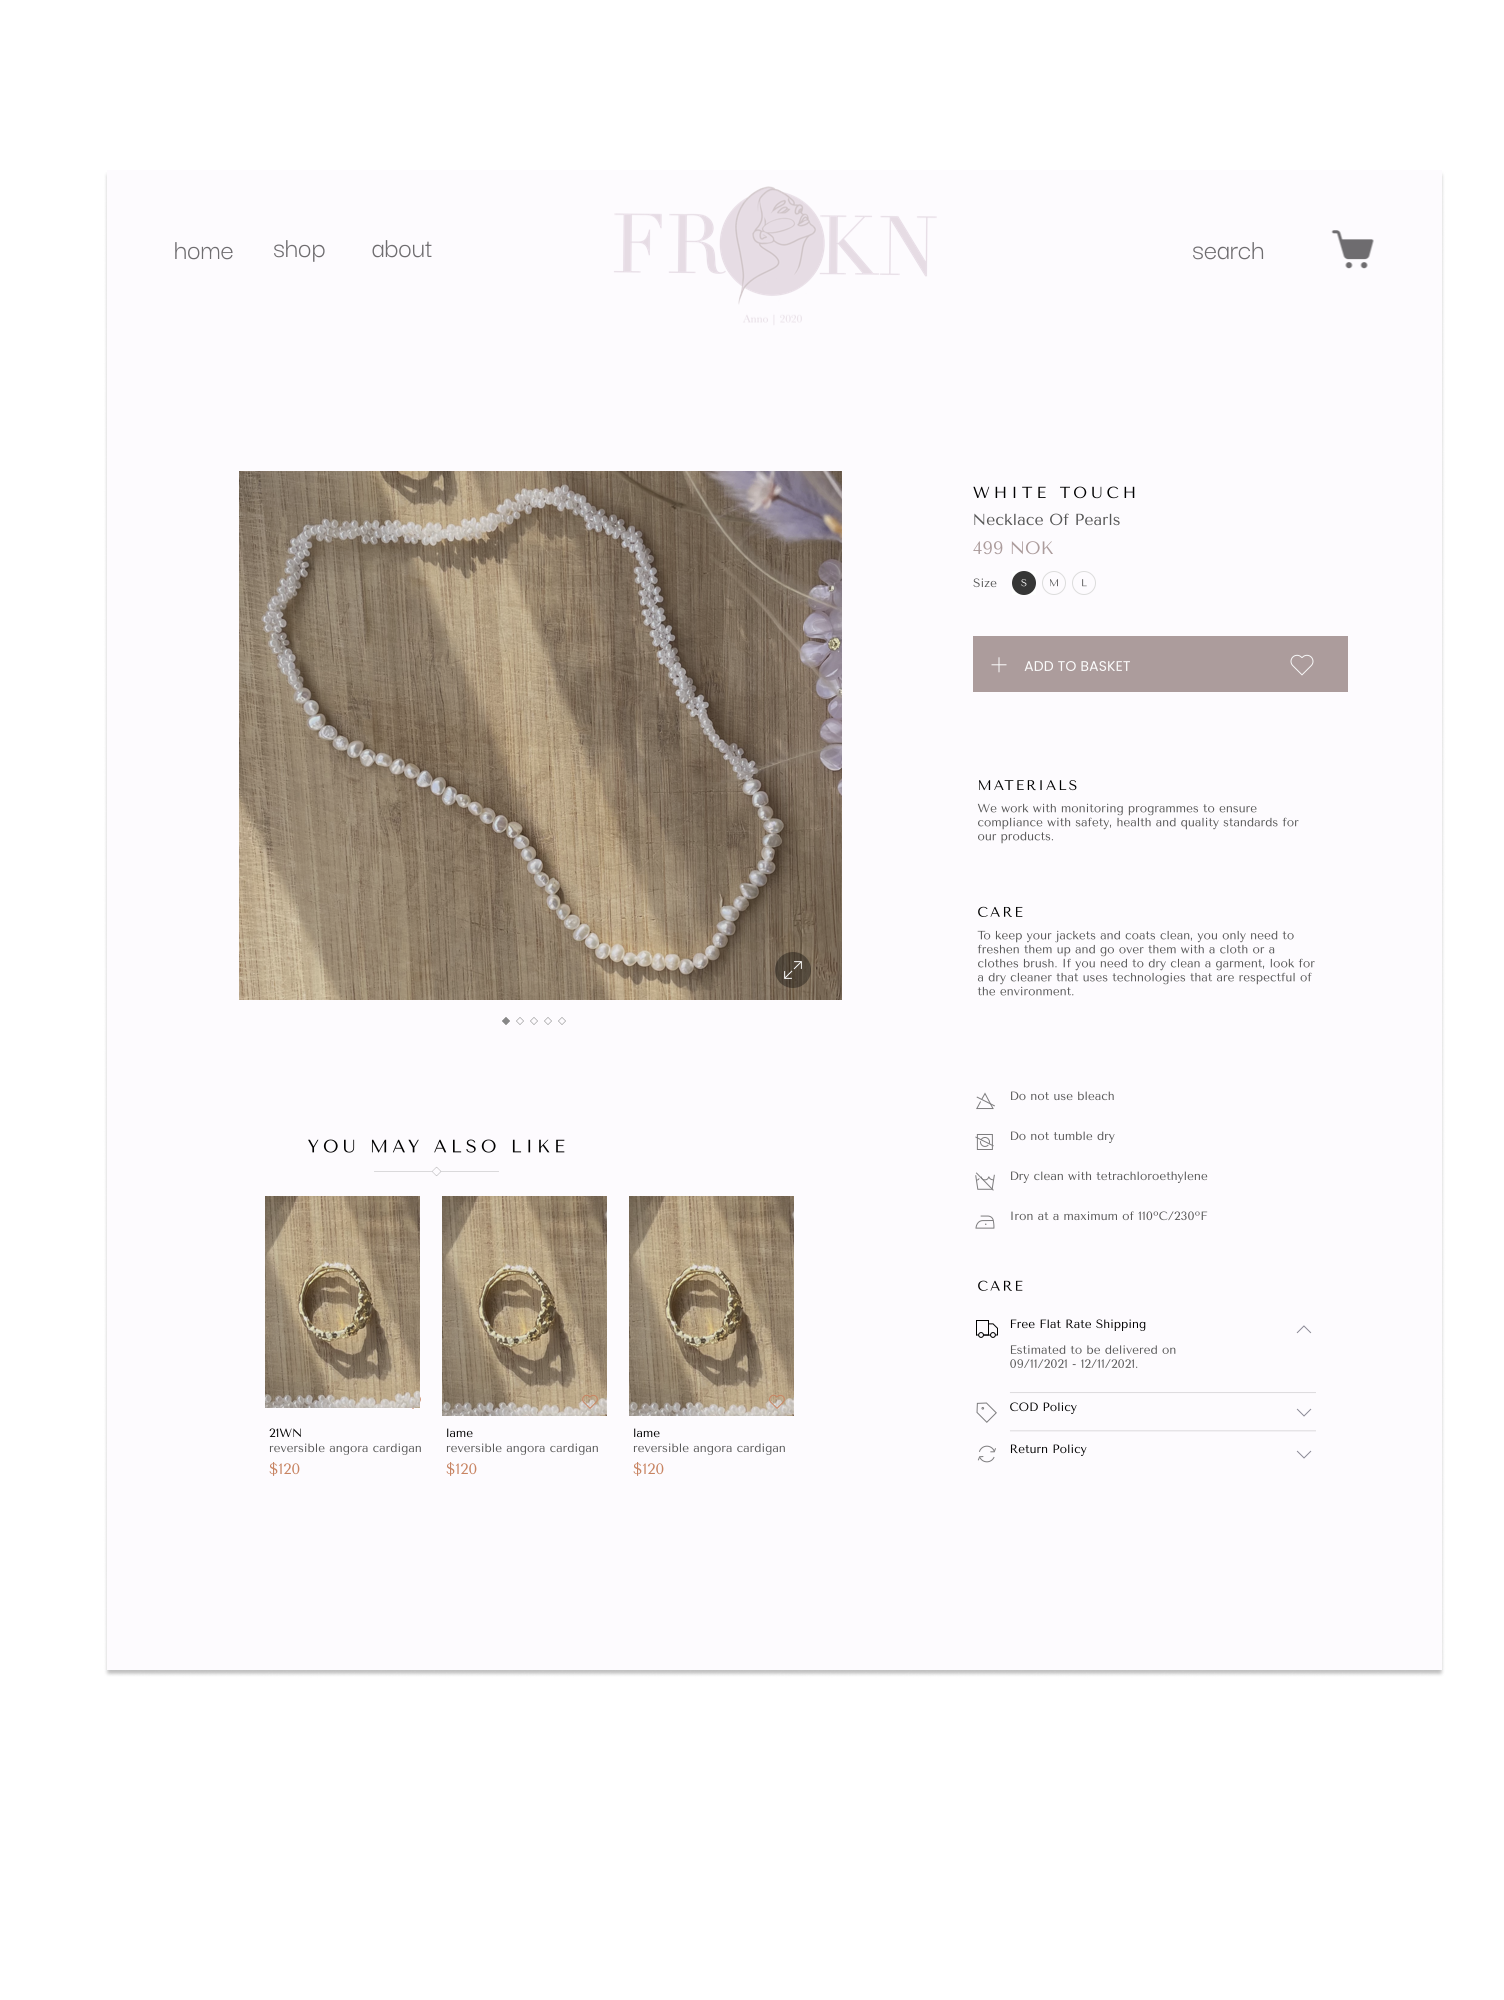 home
shop
about
FR KN
Anno | 2020
search
WHITE TOUCH
Necklace Of Pearls
499 NOK
Size S M L
ADD TO BASKET
MATERIALS
We work with monitoring programmes to ensure
compliance with safety, health and quality standards for
our products.
CARE
To keep your jackets and coats clean, you only need to
freshen them up and go over them with a cloth or a
clothes brush. If you need to dry clean a garment, look for
a dry cleaner that uses technologies that are respectful of
the environment.
Do not use bleach
Do not tumble dry
Dry clean with tetrachloroethylene
Iron at a maximum of 110ºC/230ºF
CARE
Free Flat Rate Shipping
Estimated to be delivered on
09/11/2021 - 12/11/2021.
COD Policy
Return Policy
YOU MAY ALSO LIKE
21WN
reversible angora cardigan
$120
lame
reversible angora cardigan
$120
lame
reversible angora cardigan
$120